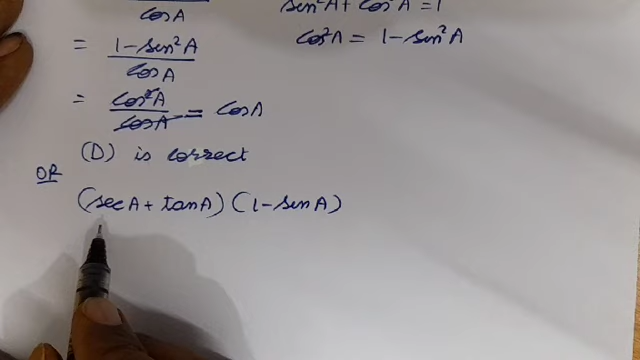 cosA
sin²A + cos²A = 1
= 1 - sin²A / cosA
cos²A = 1 - sin²A
= cos²A / cosA = cosA
(D) is correct
OR
(secA + tanA) (1 - sinA)